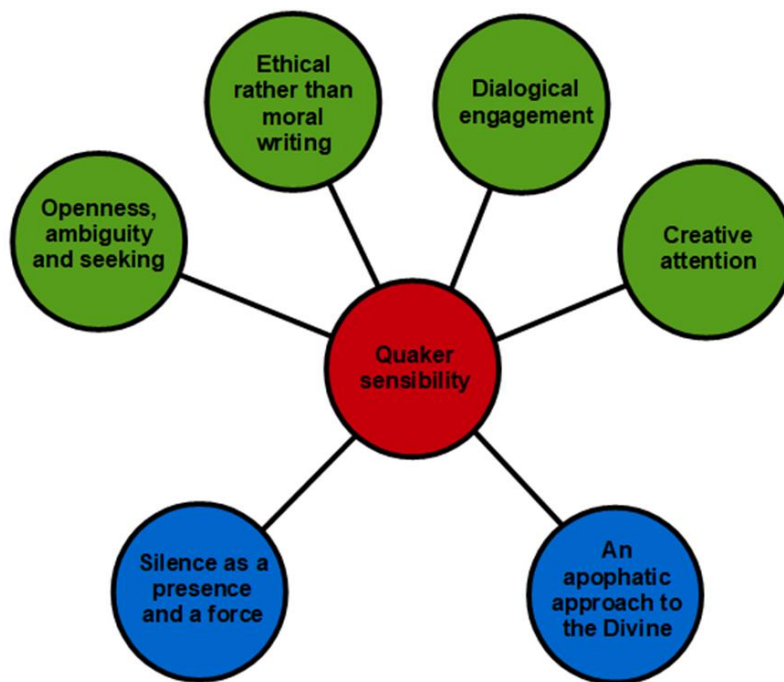 Ethical
rather than
moral
writing
Dialogical
engagement
Openness,
ambiguity
and seeking
Creative
attention
Quaker
sensibility
Silence as a
presence
and a force
An
apophatic
approach to
the Divine